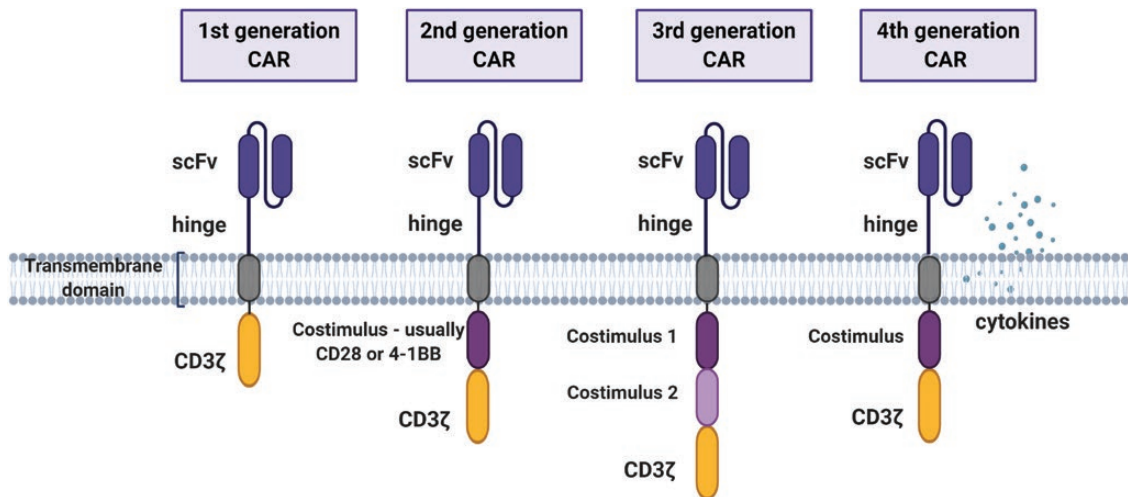 1st generation
CAR
2nd generation
CAR
3rd generation
CAR
4th generation
CAR
scFv
scFv
scFv
scFv
hinge
hinge
hinge
hinge
Transmembrane
domain
cytokines
CD3ζ
Costimulus - usually
CD28 or 4-1BB
Costimulus 1
Costimulus
Costimulus 2
CD3ζ
CD3ζ
CD3ζ